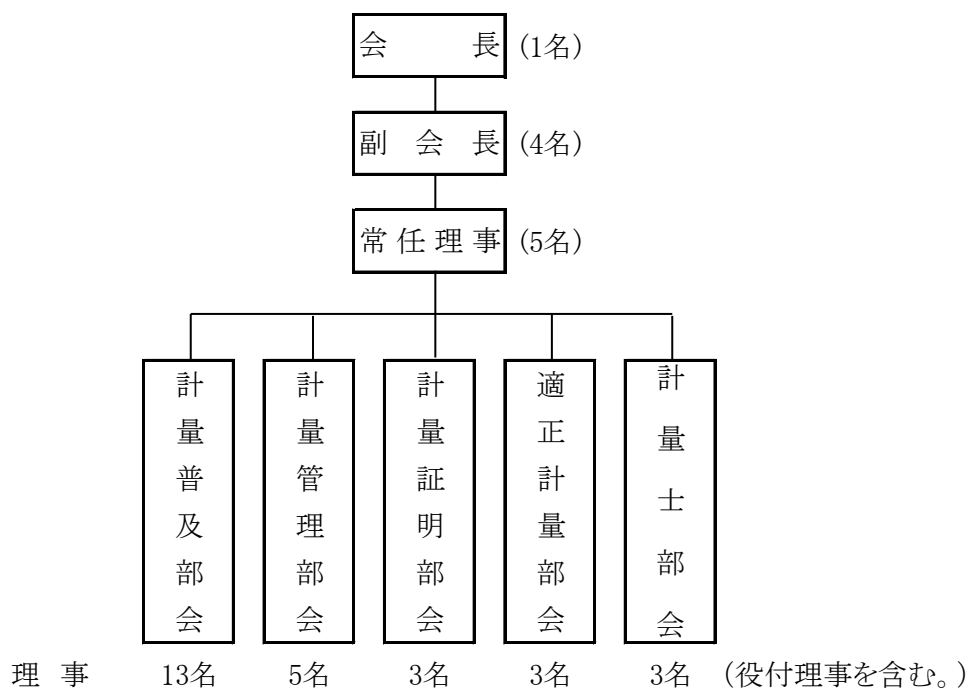 会長 (1名)
副会長 (4名)
常任理事 (5名)
計量普及部会
計量管理部会
計量証明部会
適正計量部会
計量士部会
理事 13名 5名 3名 3名 3名 (役付理事を含む。)